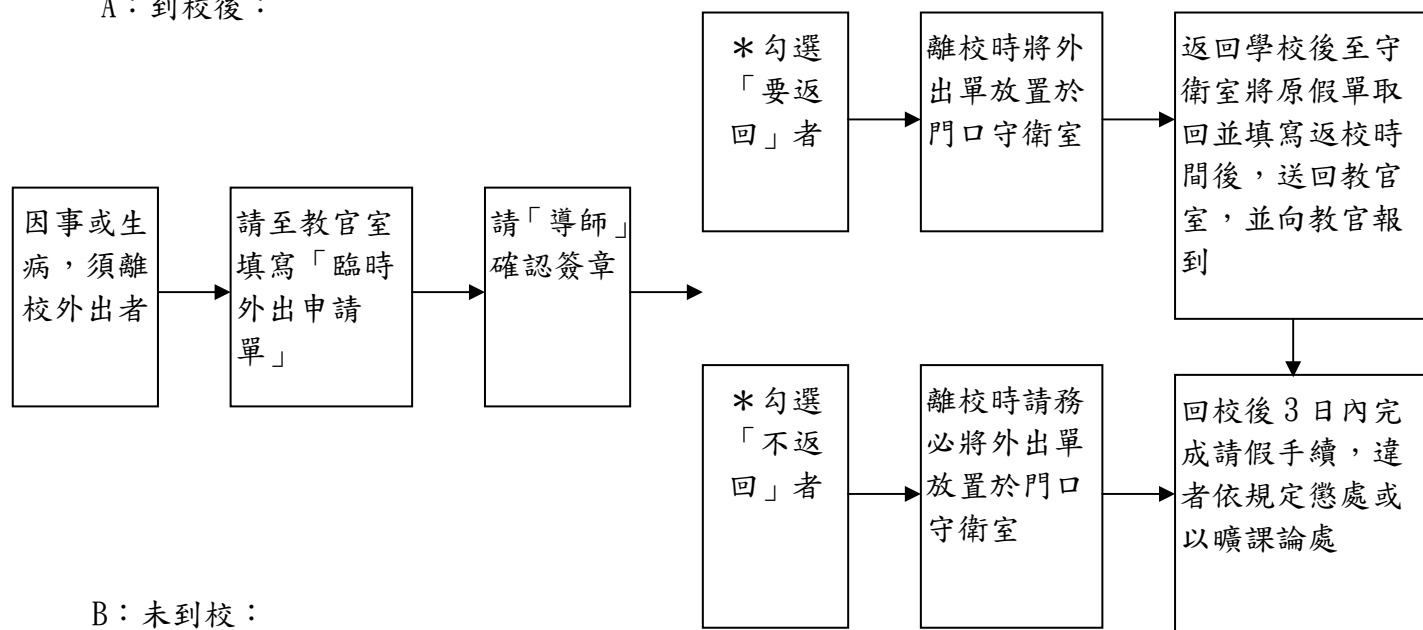 A：到校後：
因事或生
病，須離
校外出者
請至教官室
填寫「臨時
外出申請
單」
請「導師」
確認簽章
＊勾選
「要返
回」者
離校時將外
出單放置於
門口守衛室
返回學校後至守
衛室將原假單取
回並填寫返校時
間後，送回教官
室，並向教官報
到
＊勾選
「不返
回」者
離校時請務
必將外出單
放置於門口
守衛室
回校後 3 日內完
成請假手續，違
者依規定懲處或
以曠課論處
B：未到校：